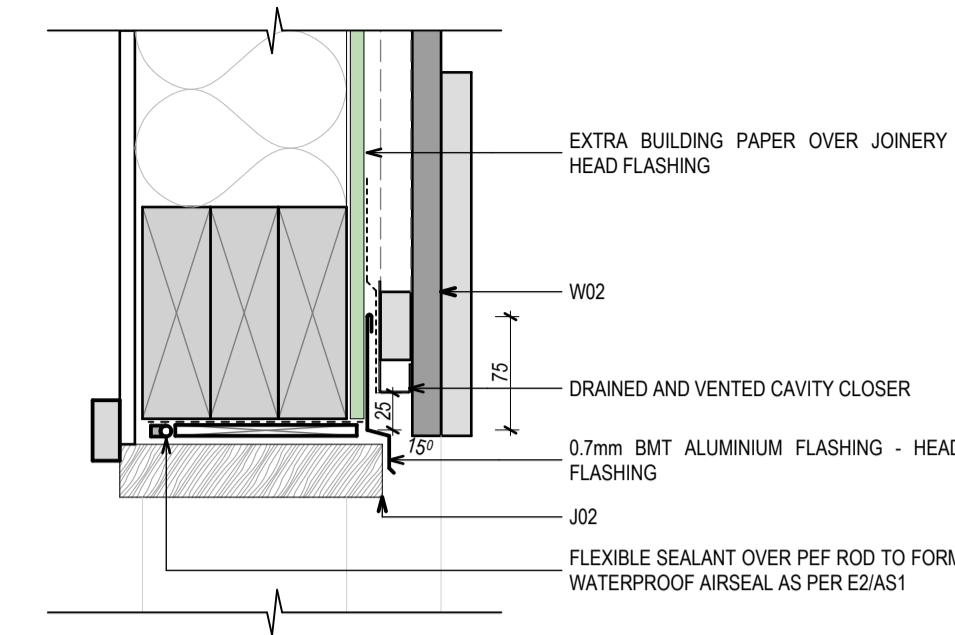 EXTRA BUILDING PAPER OVER JOINERY
HEAD FLASHING
W02
75
DRAINED AND VENTED CAVITY CLOSER
25
15⁰
0.7mm BMT ALUMINIUM FLASHING - HEAD
FLASHING
J02
FLEXIBLE SEALANT OVER PEF ROD TO FORM
WATERPROOF AIRSEAL AS PER E2/AS1